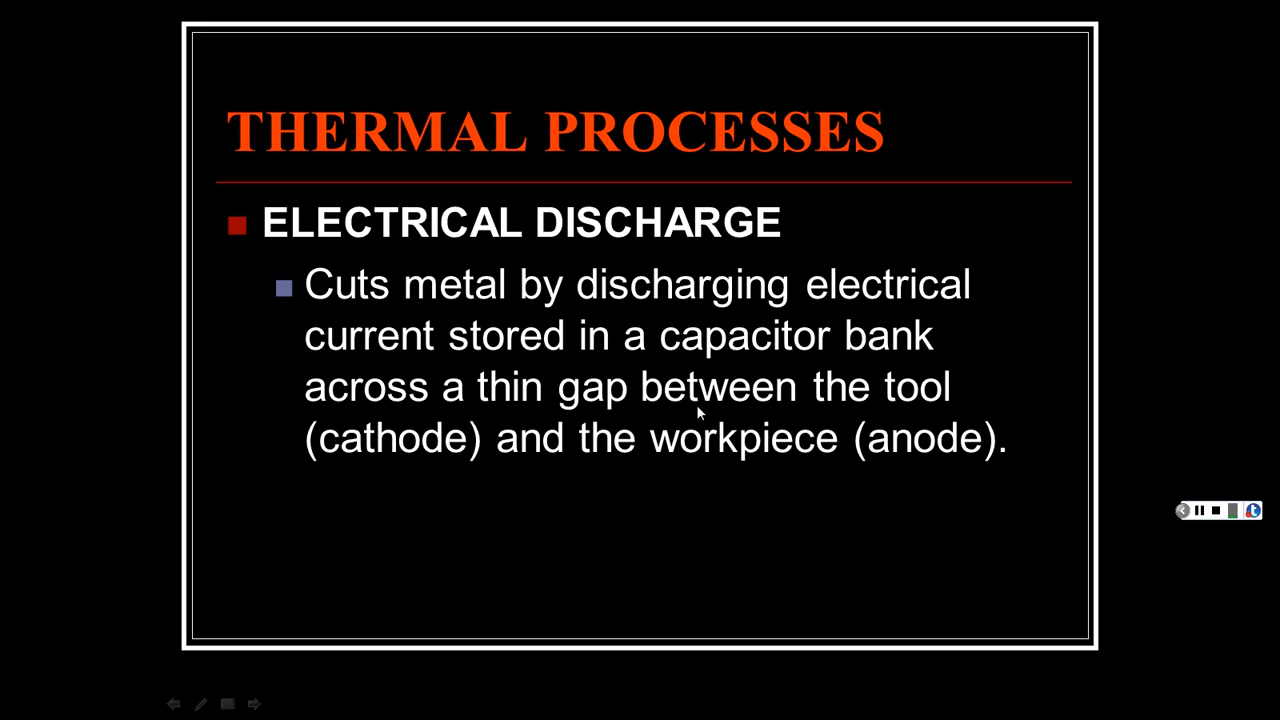 THERMAL PROCESSES
ELECTRICAL DISCHARGE
Cuts metal by discharging electrical
current stored in a capacitor bank
across a thin gap between the tool
(cathode) and the workpiece (anode).